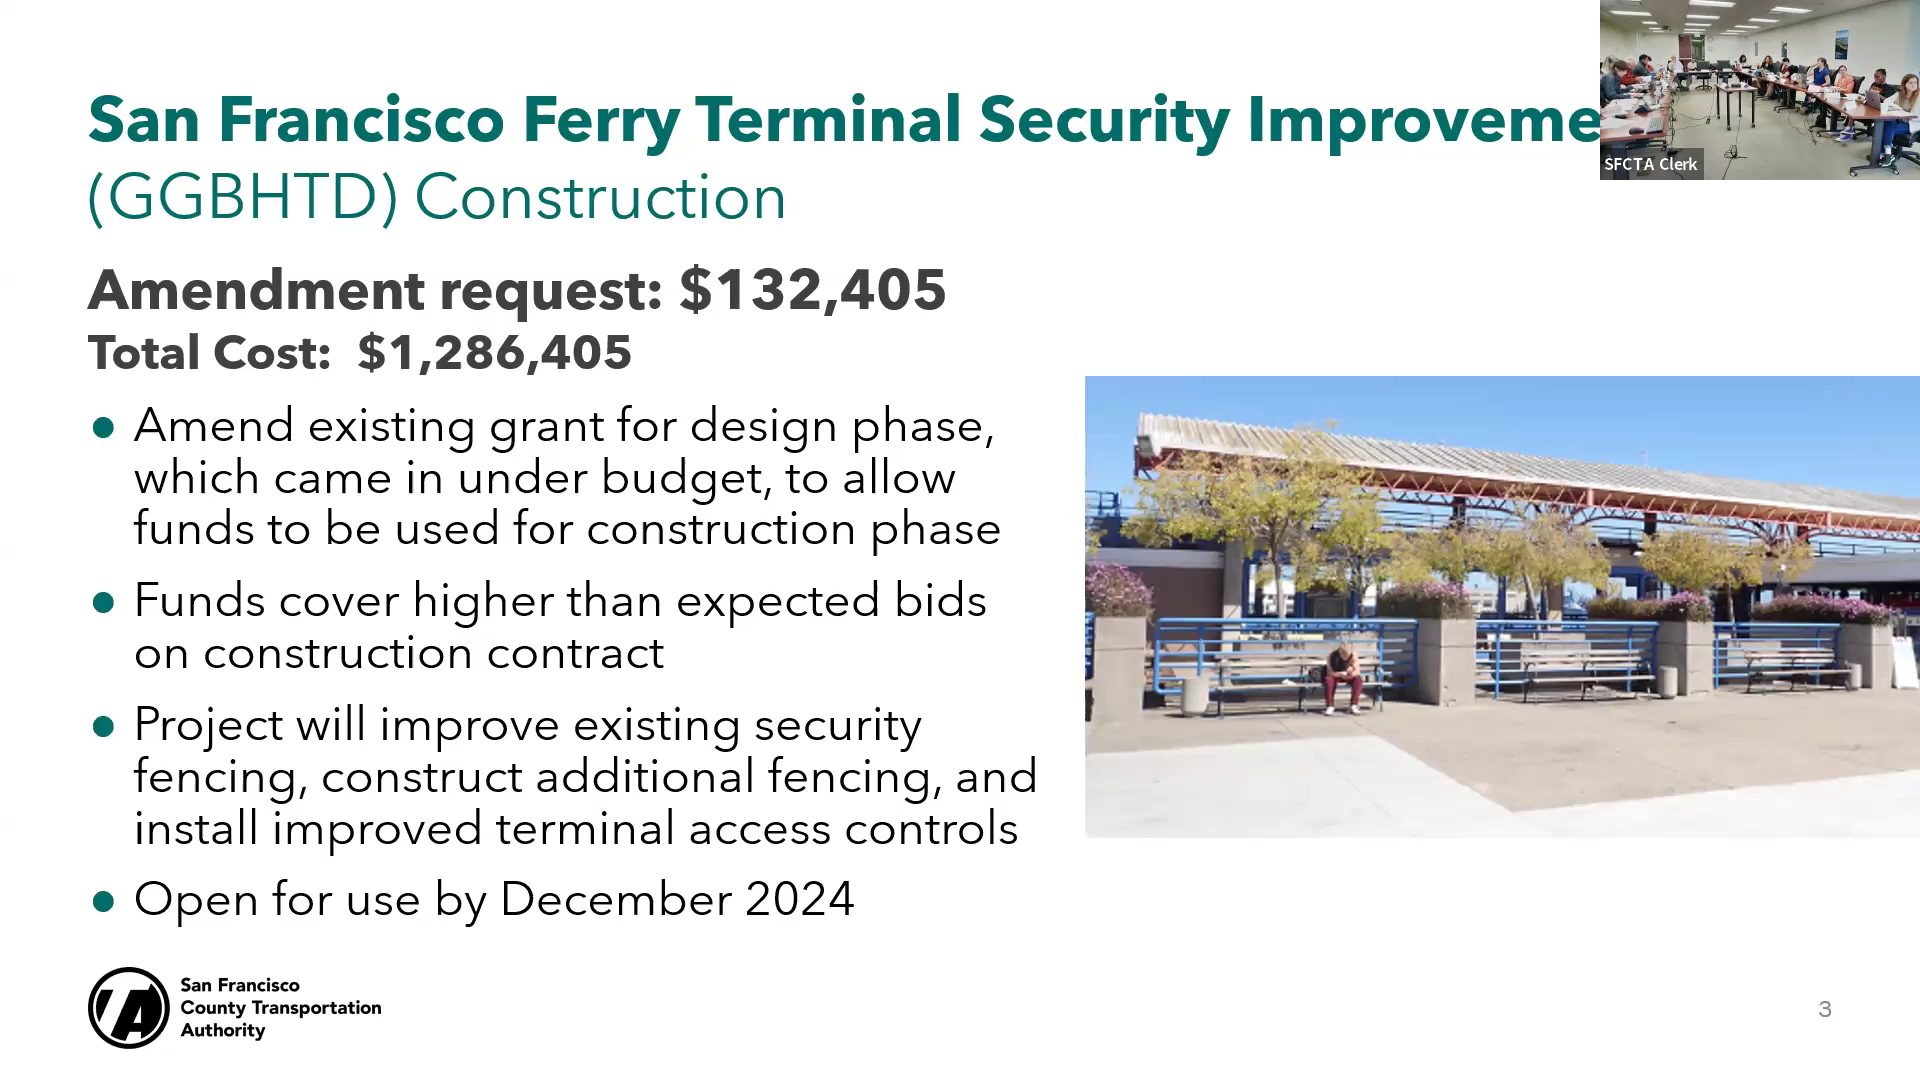 San Francisco Ferry Terminal Security Improveme
SFCTA Clerk
(GGBHTD) Construction
Amendment request: $132,405
Total Cost: $1,286,405
● Amend existing grant for design phase,
which came in under budget, to allow
funds to be used for construction phase
● Funds cover higher than expected bids
on construction contract
● Project will improve existing security
fencing, construct additional fencing, and
install improved terminal access controls
● Open for use by December 2024
TA
San Francisco
County Transportation
Authority
3